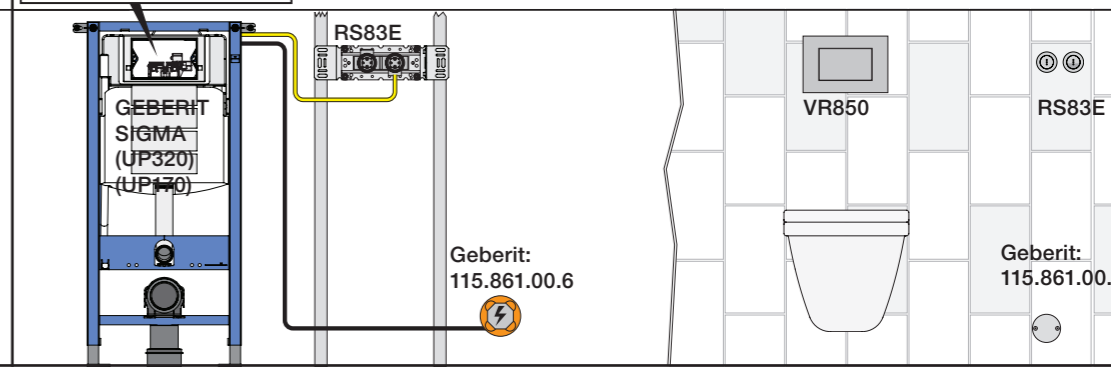 RS83E
GEBERIT
SIGMA
(UP320)
(UP170)
Geberit:
115.861.00.6
VR850
RS83E
Geberit:
115.861.00.